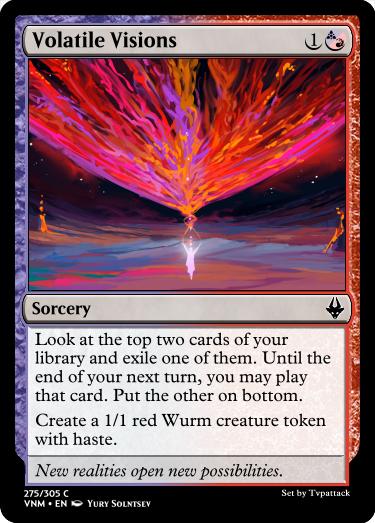 Volatile Visions 1
Sorcery
Look at the top two cards of your
library and exile one of them. Until the
end of your next turn, you may play
that card. Put the other on bottom.
Create a 1/1 red Wurm creature token
with haste.
New realities open new possibilities.
275/305 C
Set by Tvpattack
VNM • EN Yury Solntsev